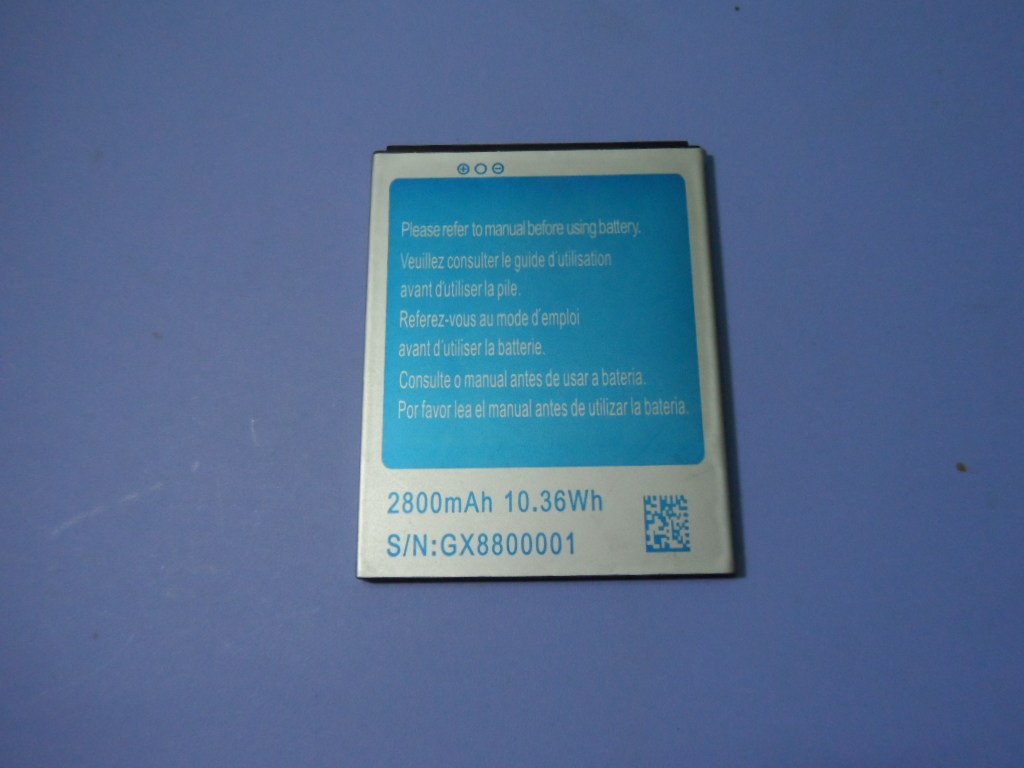 Please refer to manual before using battery.
Veuillez consulter le guide d'utilisation
avant d'utiliser la pile.
Referez-vous au mode d'emploi
avant d'utiliser la batterie.
Consulte o manual antes de usar a bateria.
Por favor lea el manual antes de utilizar la bateria.
2800mAh 10.36Wh
S/N:GX8800001